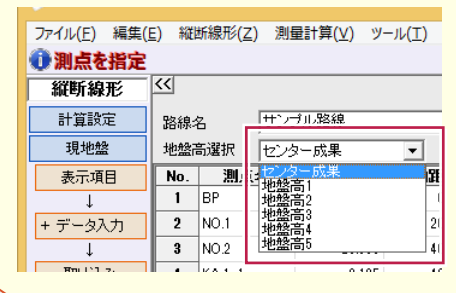 ファイル(F) 編集(E) 縦断線形(Z) 測量計算(V) ツール(T)
測点を指定
縦断線形 <<
計算設定 路線名 サンプル路線
現地盤 地盤高選択 センター成果
表示項目 No. 測
センター成果
地盤高1
地盤高2
地盤高3
地盤高4
地盤高5
↓ 1 BP
+ データ入力 2 NO.1
↓ 3 NO.2